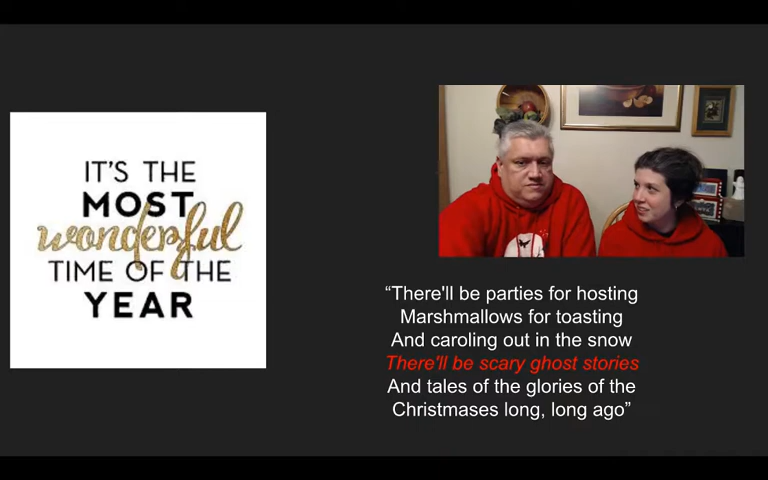 IT'S THE
MOST
wonderful
TIME OF THE
YEAR
“There'll be parties for hosting
Marshmallows for toasting
And caroling out in the snow
There'll be scary ghost stories
And tales of the glories of the
Christmases long, long ago”